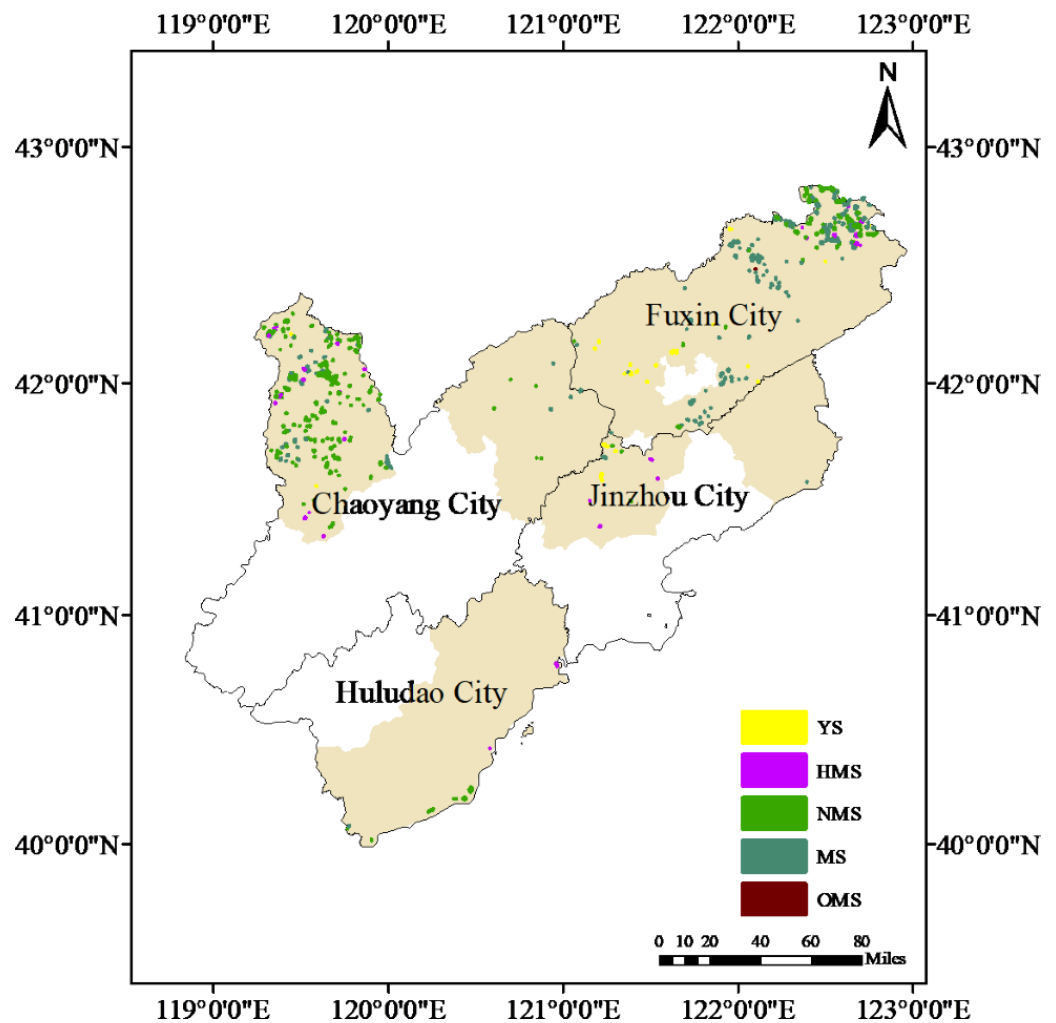 119°0'0"E 120°0'0"E 121°0'0"E 122°0'0"E 123°0'0"E
N
43°0'0"N 43°0'0"N
Fuxin City
42°0'0"N 42°0'0"N
Chaoyang City
Jinzhou City
41°0'0"N 41°0'0"N
Huludao City
YS
HMS
NMS
MS
OMS
40°0'0"N 40°0'0"N
0 10 20 40 60 80
Miles
119°0'0"E 120°0'0"E 121°0'0"E 122°0'0"E 123°0'0"E